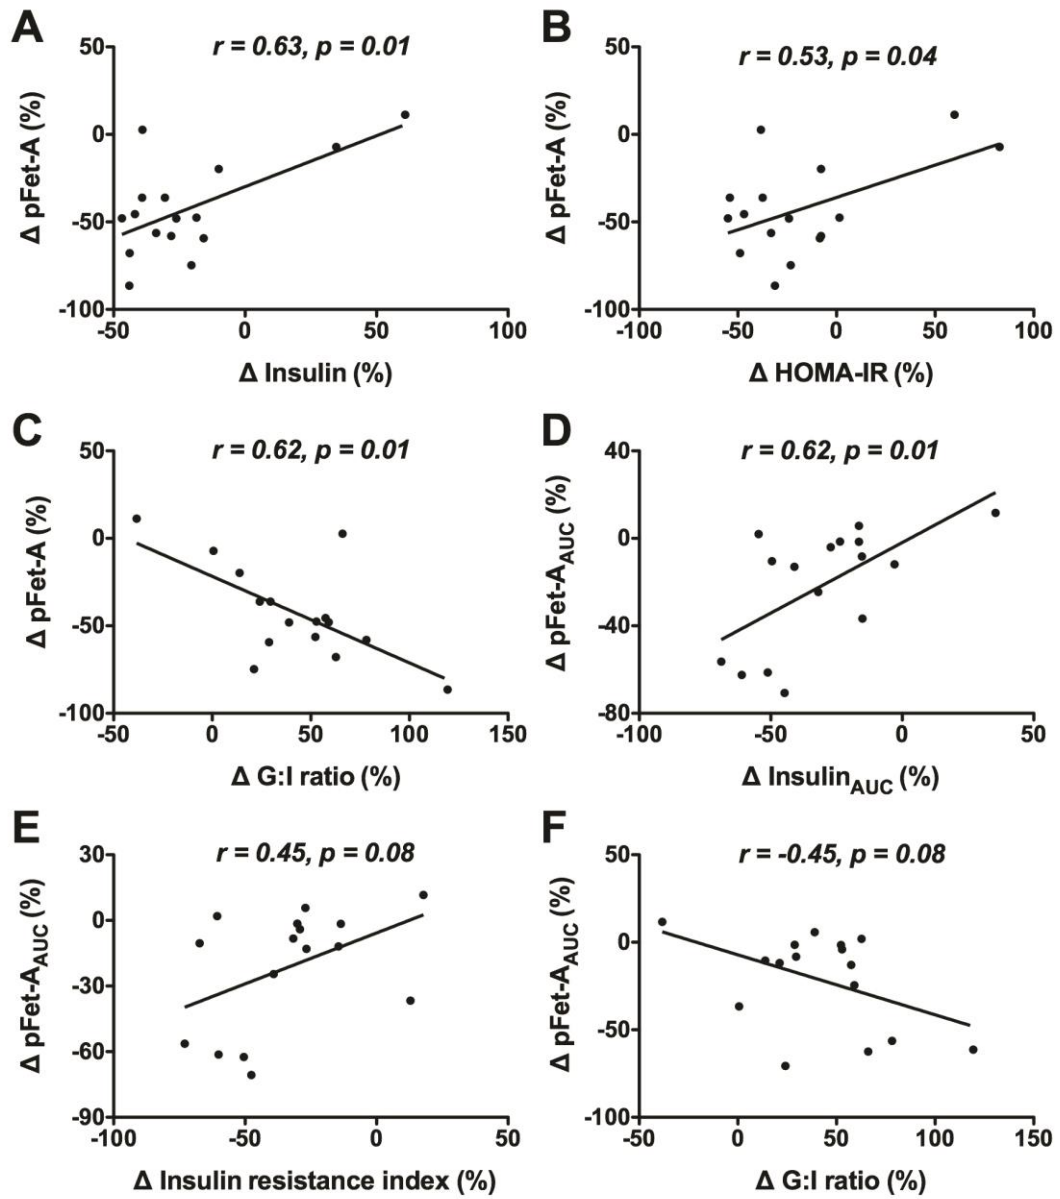 A
r = 0.63, p = 0.01
50
0
-50
-100
Δ pFet-A (%)
-50 0 50 100
Δ Insulin (%)
B
r = 0.53, p = 0.04
50
0
-50
-100
Δ pFet-A (%)
-100 -50 0 50 100
Δ HOMA-IR (%)
C
r = 0.62, p = 0.01
50
0
-50
-100
Δ pFet-A (%)
-50 0 50 100 150
Δ G:I ratio (%)
D
r = 0.62, p = 0.01
40
0
-40
-80
Δ pFet-AAUC (%)
-100 -50 0 50
Δ InsulinAUC (%)
E
r = 0.45, p = 0.08
30
0
-30
-60
-90
Δ pFet-AAUC (%)
-100 -50 0 50
Δ Insulin resistance index (%)
F
r = -0.45, p = 0.08
50
0
-50
-100
Δ pFet-AAUC (%)
-50 0 50 100 150
Δ G:I ratio (%)